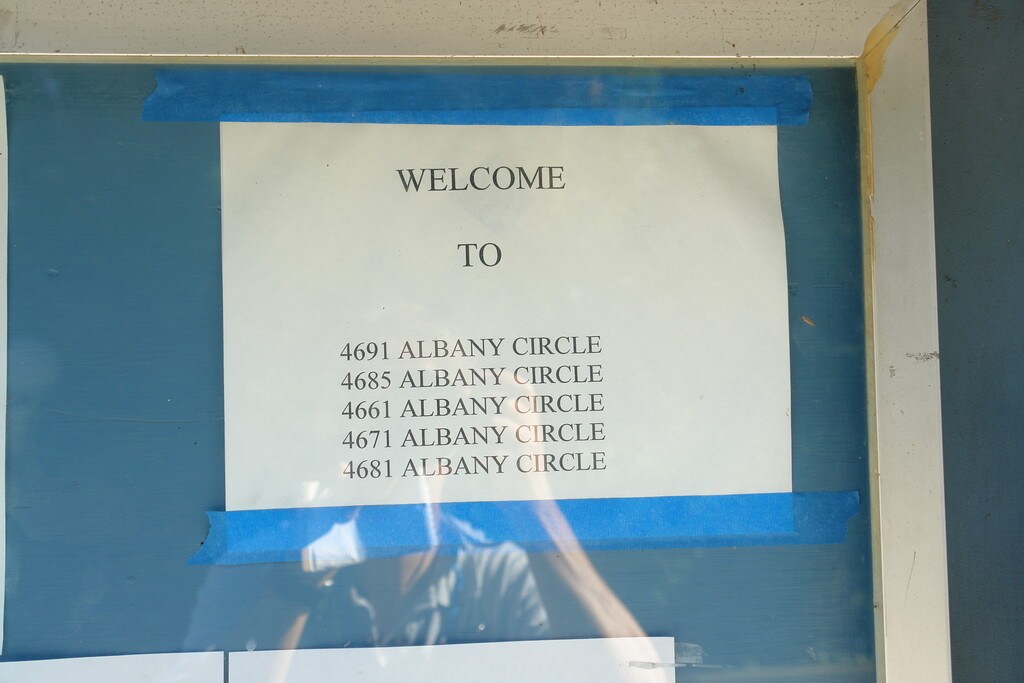 WELCOME
TO
4691 ALBANY CIRCLE
4685 ALBANY CIRCLE
4661 ALBANY CIRCLE
4671 ALBANY CIRCLE
4681 ALBANY CIRCLE